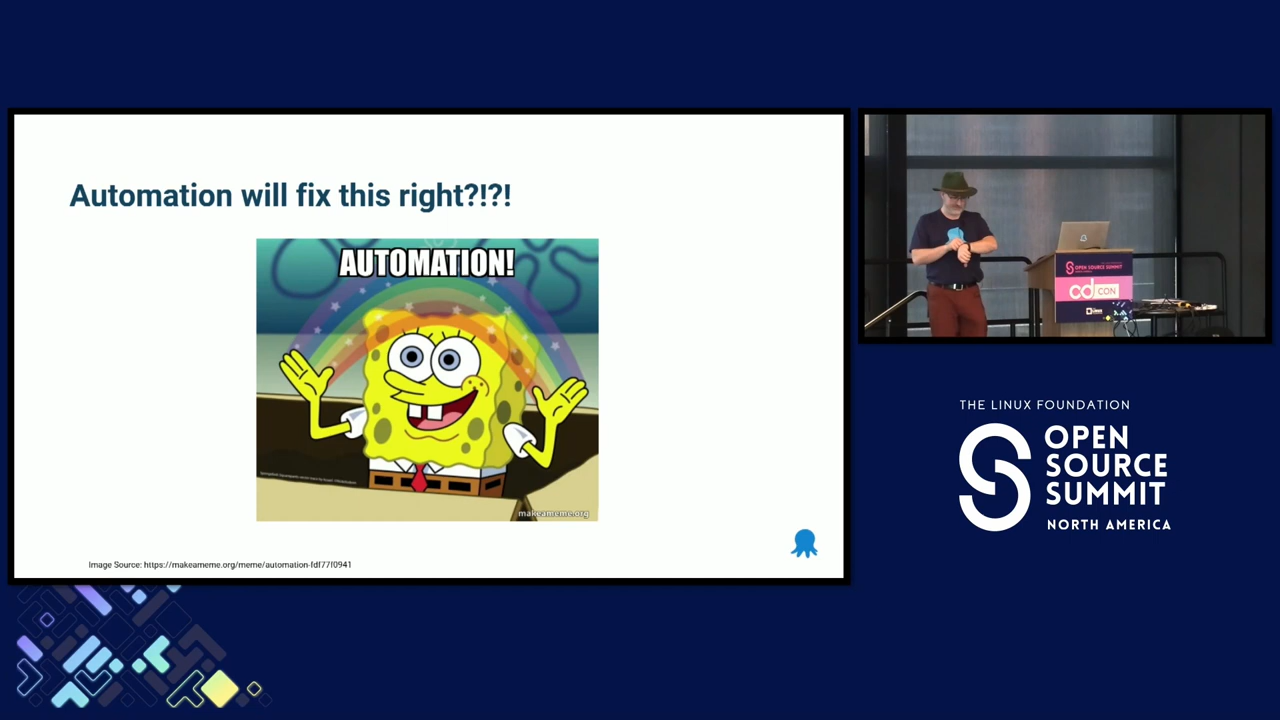 Automation will fix this right?!?!
AUTOMATION!
makeameme.org
Image Source: https://makeameme.org/meme/automation-fdf77f0941
OPEN SOURCE SUMMIT
cd CON
THE LINUX FOUNDATION
OPEN
SOURCE
SUMMIT
NORTH AMERICA